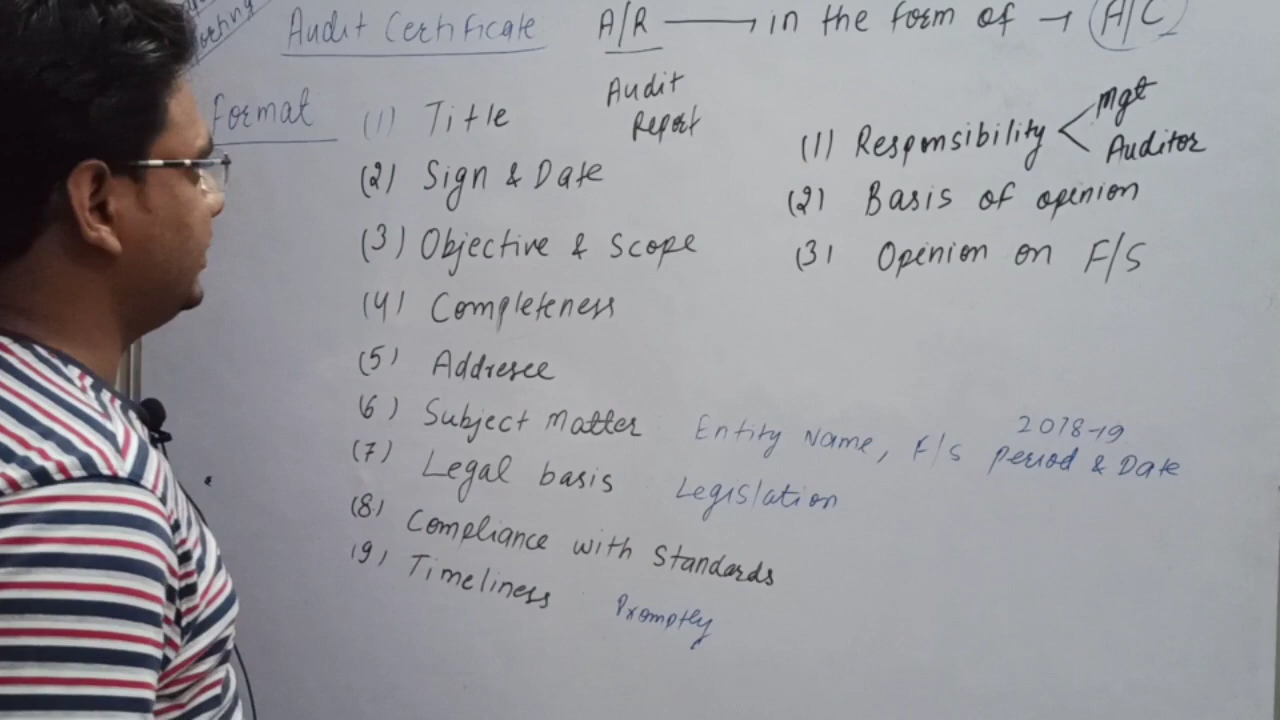 orting
Audit Certificate A/R → in the form of → A/C
Format
Audit
Report
(1) Title
(2) Sign & Date
(3) Objective & Scope
(4) Completeness
(5) Addresee
(6) Subject Matter Entity Name, F/S period & Date
2018-19
(7) Legal basis Legislation
(8) Compliance with Standards
(9) Timeliness Promptly
(1) Responsibility < Mgt
Auditor
(2) Basis of opinion
(3) Openion on F/S